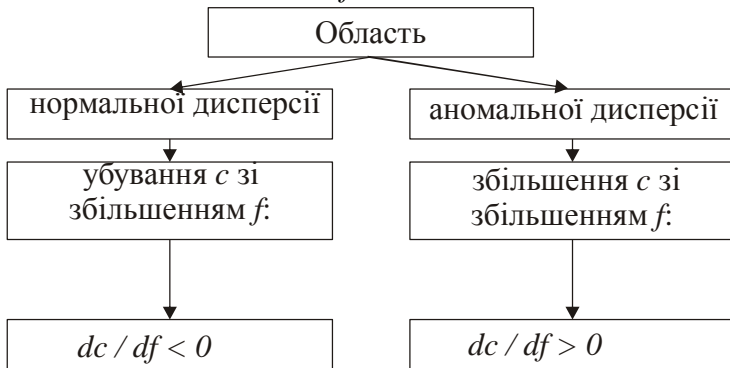 Область
нормальної дисперсії
аномальної дисперсії
убування c зі
збільшенням f:
збільшення c зі
збільшенням f:
dc / df < 0
dc / df > 0